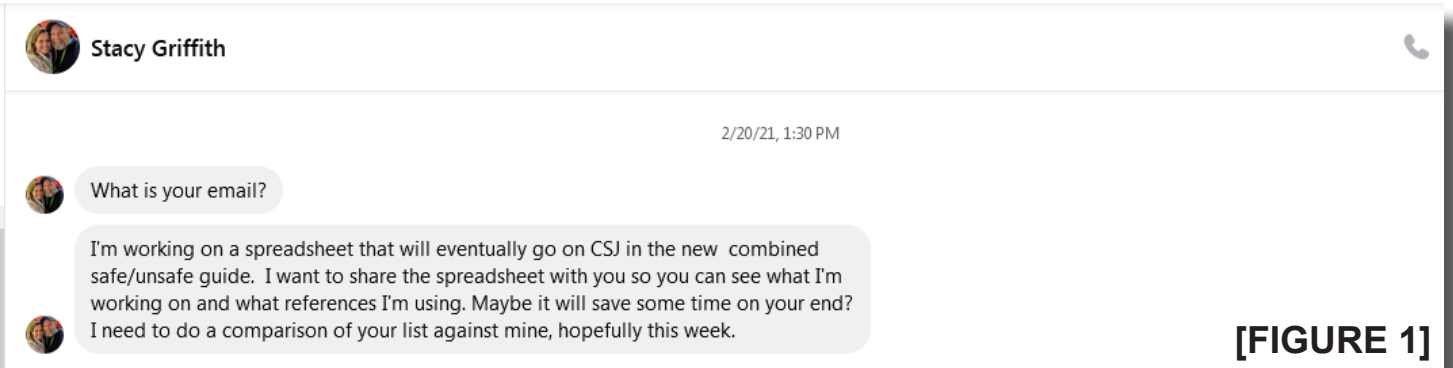 Stacy Griffith
2/20/21, 1:30 PM
What is your email?
I'm working on a spreadsheet that will eventually go on CSJ in the new  combined
safe/unsafe guide.  I want to share the spreadsheet with you so you can see what I'm
working on and what references I'm using. Maybe it will save some time on your end?
I need to do a comparison of your list against mine, hopefully this week.
[FIGURE 1]